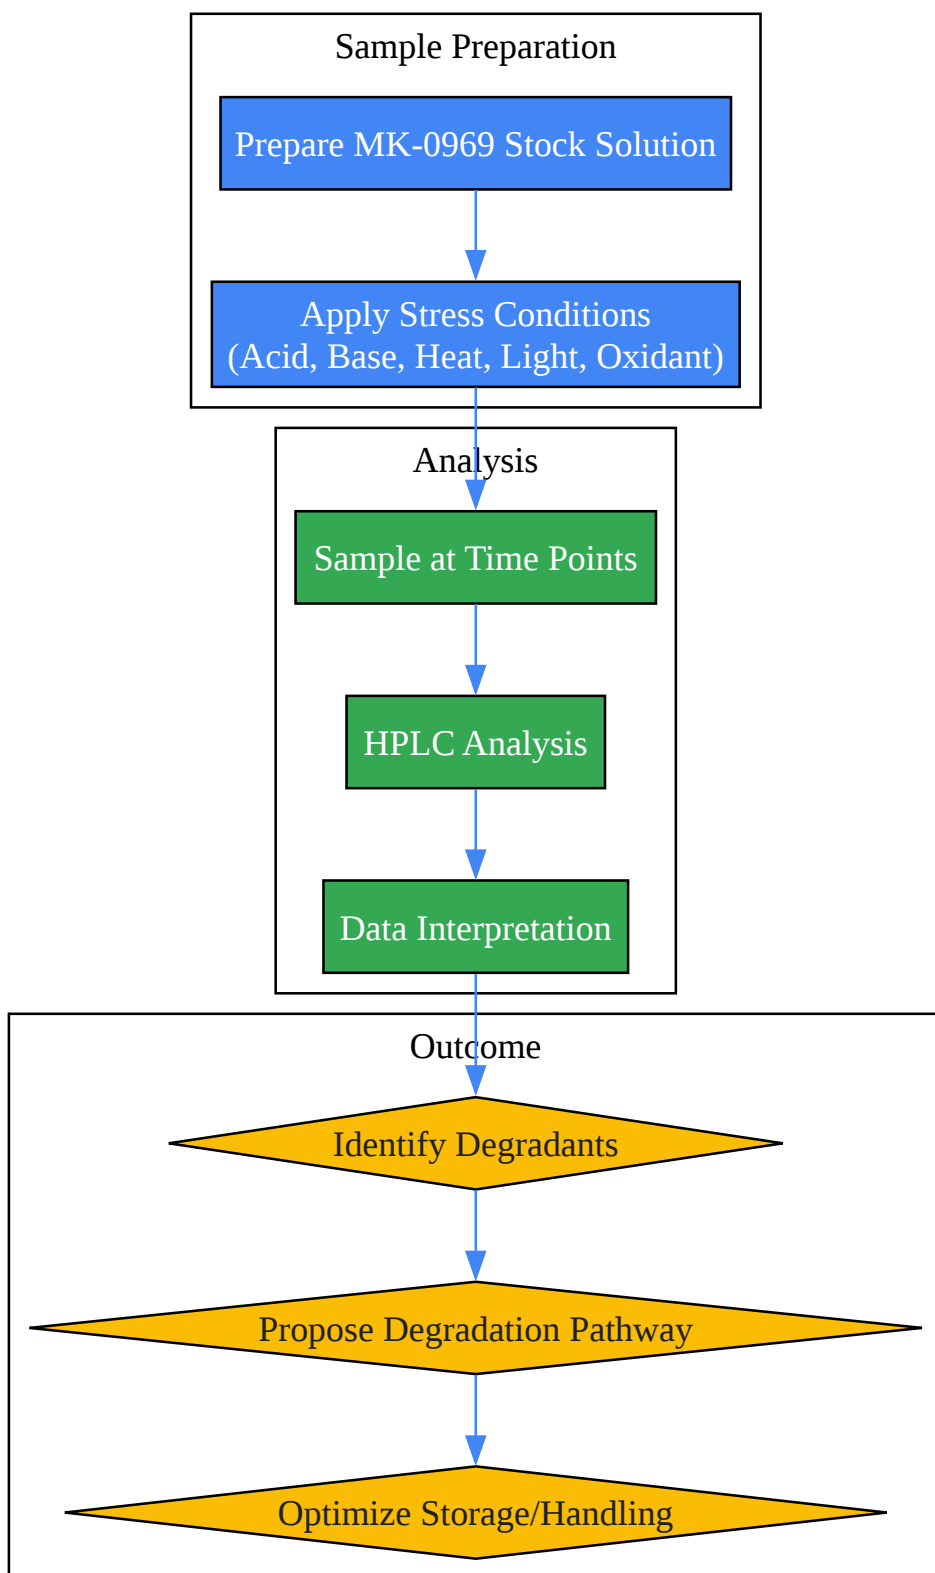 Sample Preparation
Prepare MK-0969 Stock Solution
Apply Stress Conditions
(Acid, Base, Heat, Light, Oxidant)
Analysis
Sample at Time Points
HPLC Analysis
Data Interpretation
Outcome
Identify Degradants
Propose Degradation Pathway
Optimize Storage/Handling